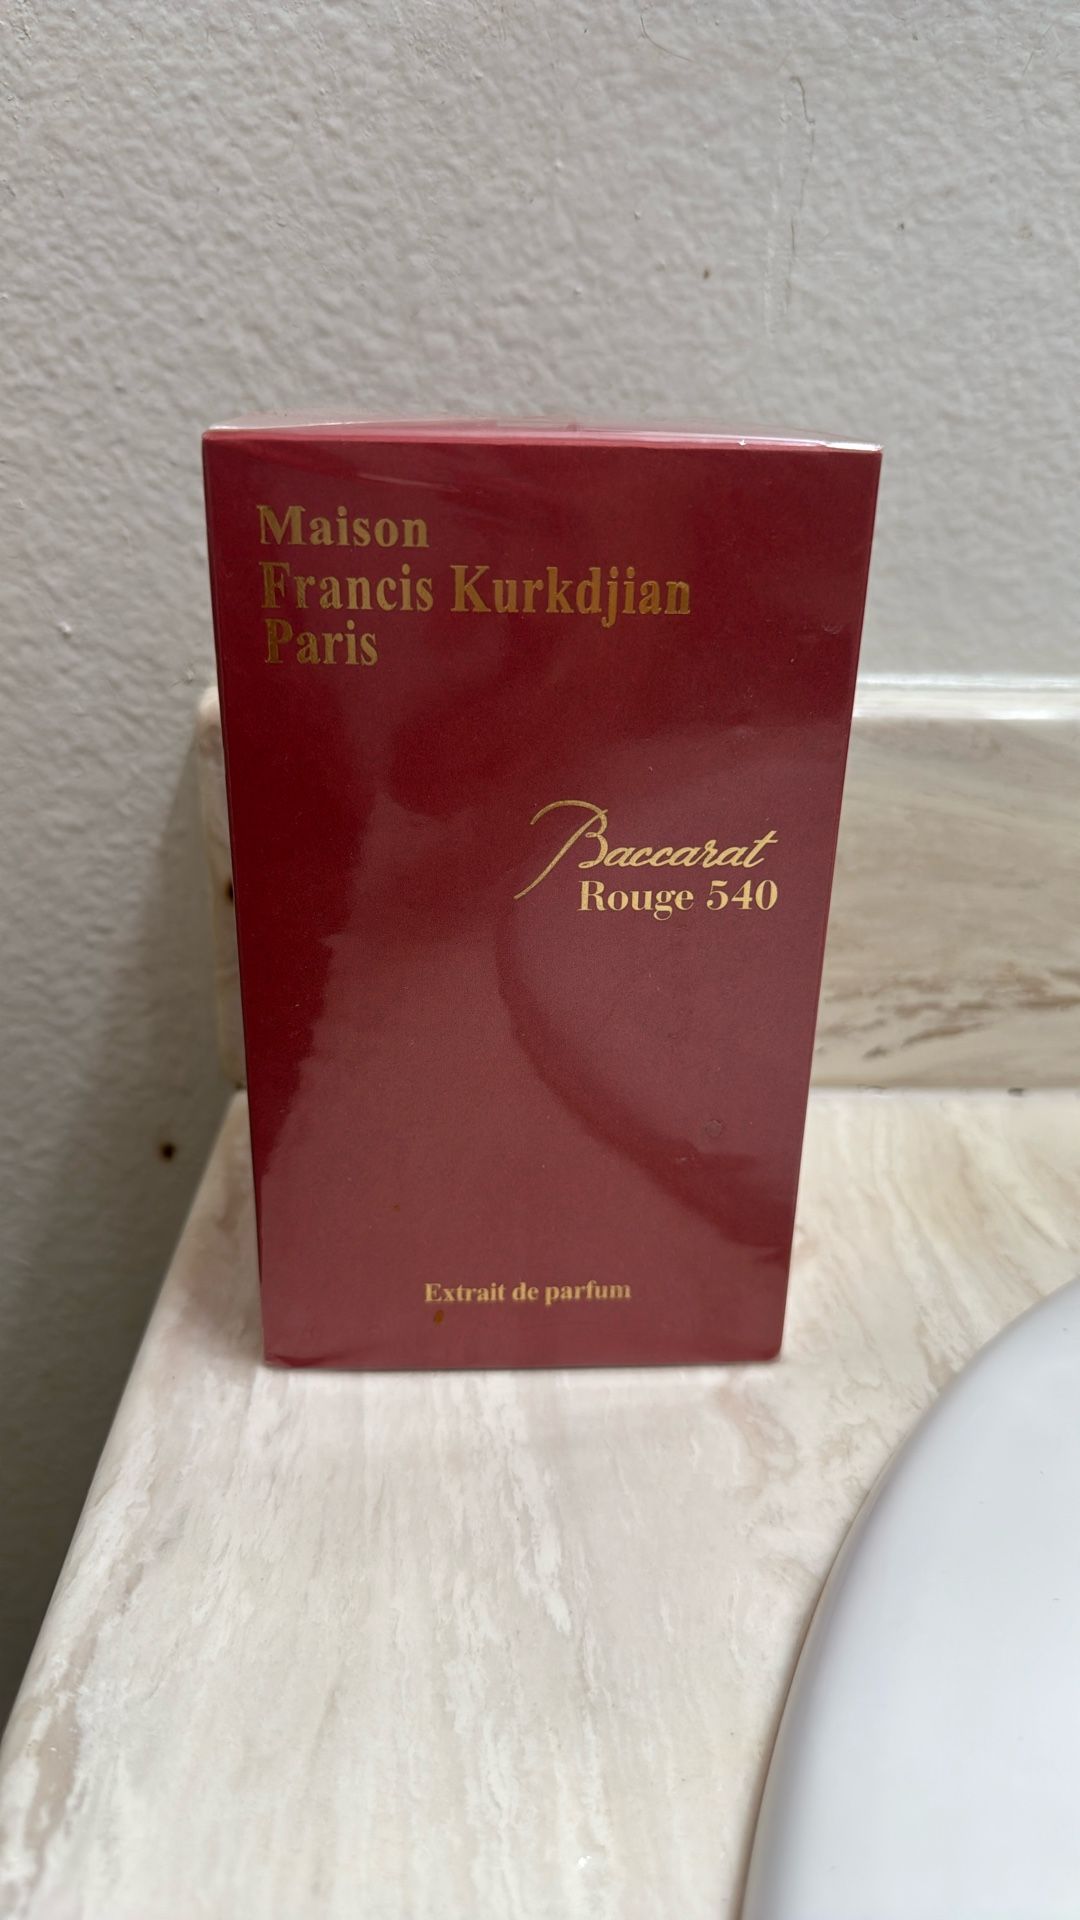 Maison
Francis Kurkdjian
Paris
Baccarat
Rouge 540
Extrait de parfum